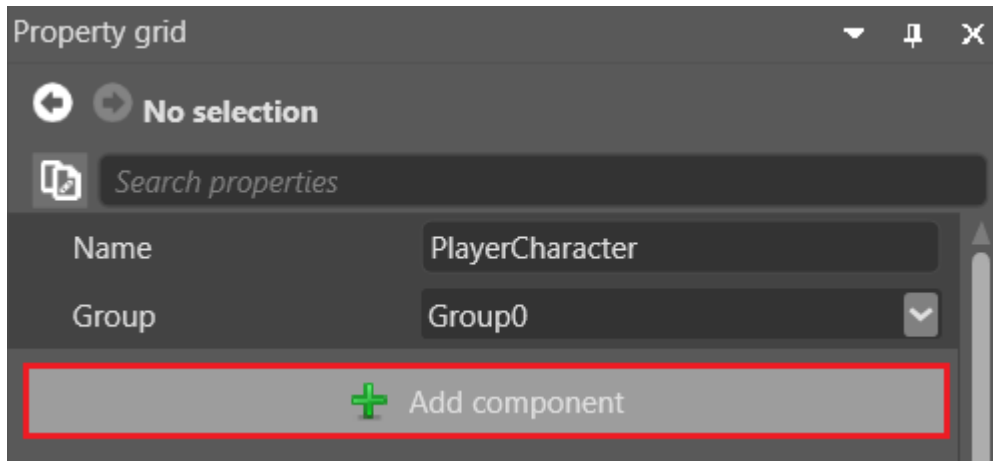 Property grid
No selection
Search properties
Name PlayerCharacter
Group Group0
Add component